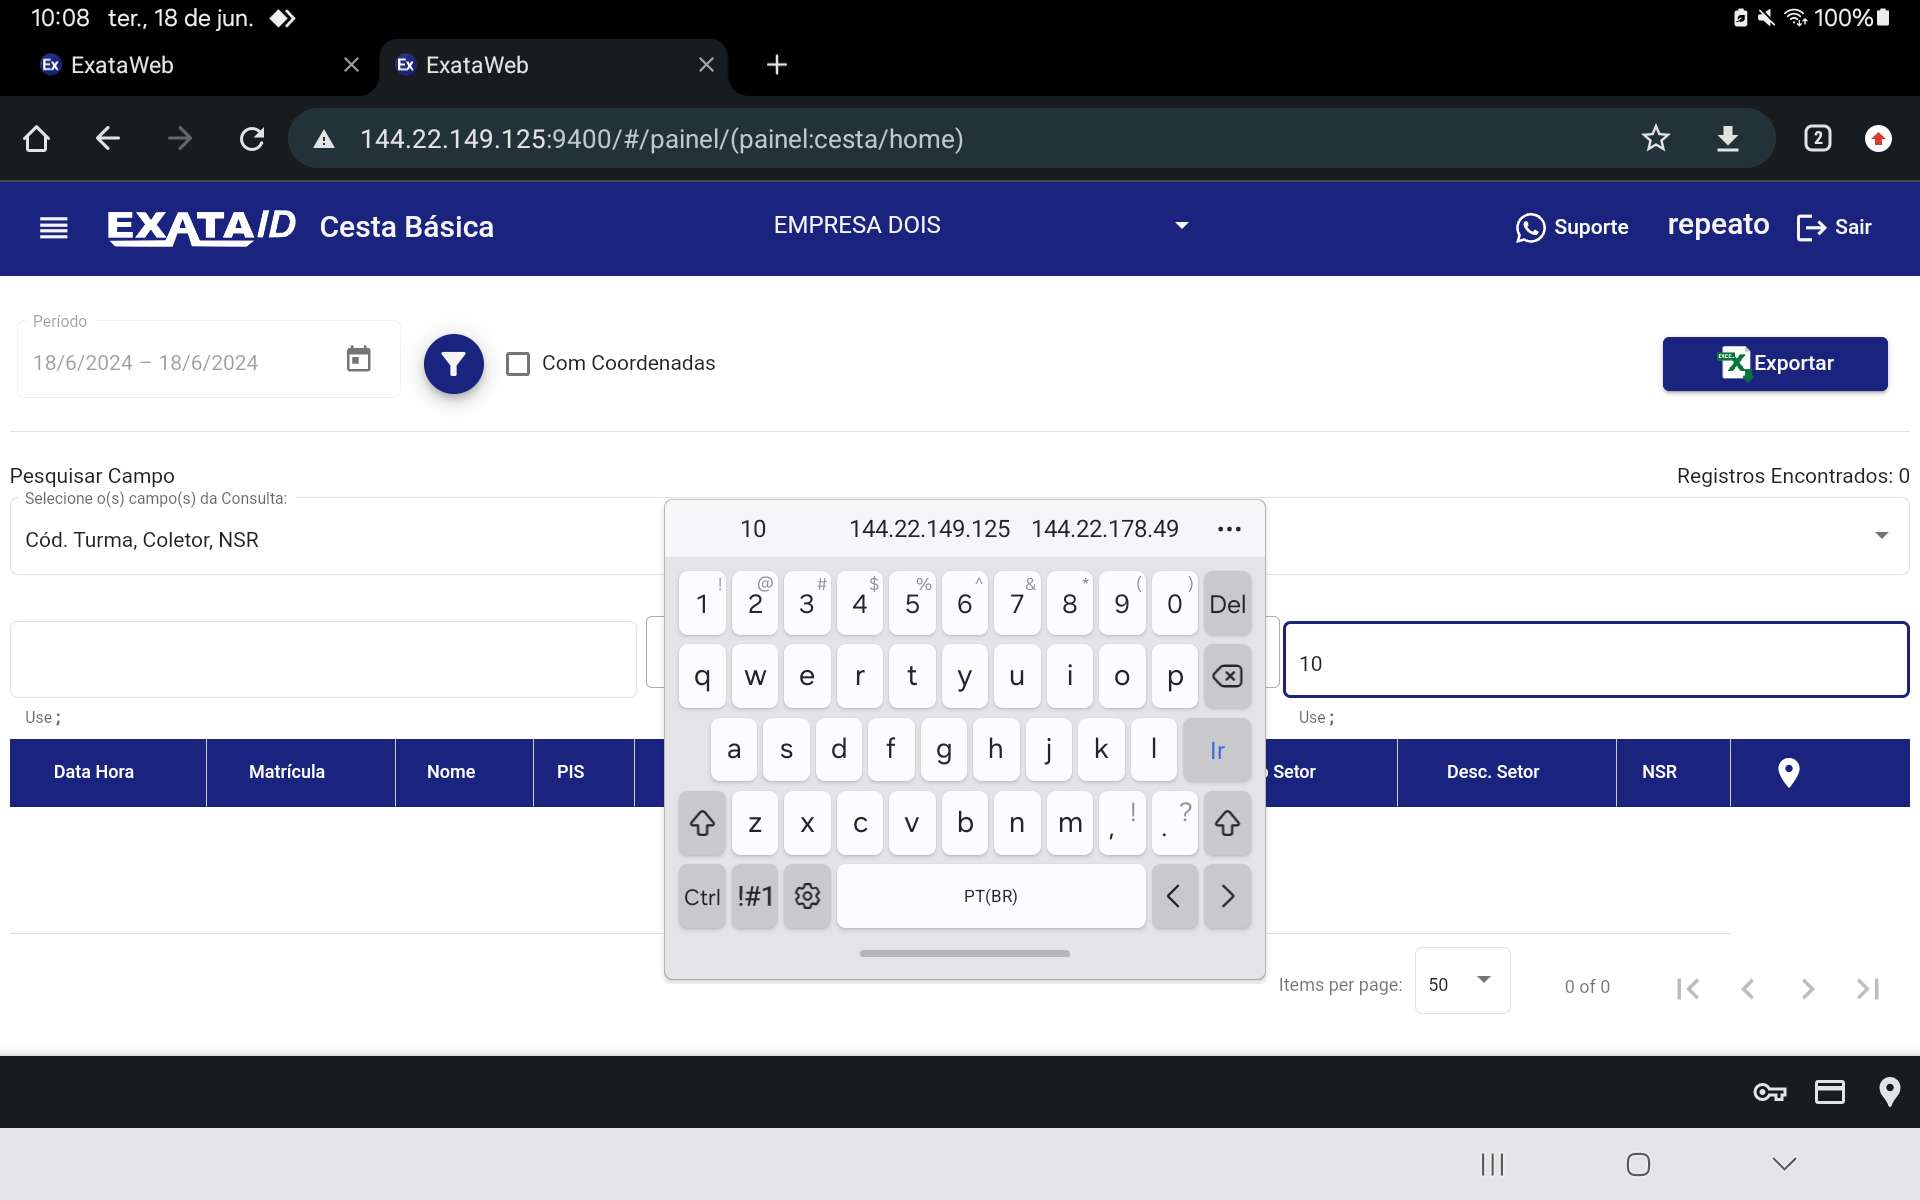 10:08 ter., 18 de jun. 100%
Ex ExataWeb Ex ExataWeb
144.22.149.125:9400/#/painel/(painel:cesta/home) 2
EXATA ID Cesta Básica EMPRESA DOIS Suporte repeato Sair
Período
18/6/2024 – 18/6/2024 Com Coordenadas Exportar
Pesquisar Campo Registros Encontrados: 0
Selecione o(s) campo(s) da Consulta:
Cód. Turma, Coletor, NSR
10 144.22.149.125 144.22.178.49 •••
! @ # $ % ^ & * ( )
1 2 3 4 5 6 7 8 9 0 Del
10
q w e r t y u i o p
Use ; Use ;
a s d f g h j k l Ir
Data Hora Matrícula Nome PIS Setor Desc. Setor NSR
z x c v b n m , ! . ?
Ctrl !#1 PT(BR) < >
Items per page: 50 0 of 0